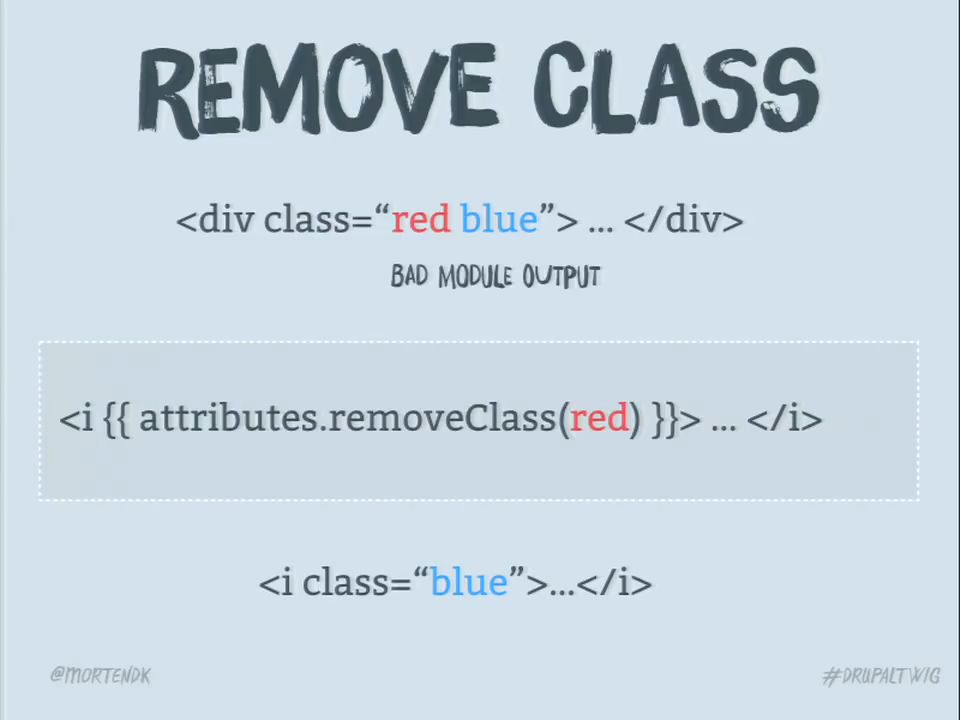 REMOVE CLASS
<div class=“red blue”> ... </div>
BAD MODULE OUTPUT
<i {{ attributes.removeClass(red) }}> ... </i>
<i class=“blue”>...</i>
@MORTENDK
#DRUPALTWIG